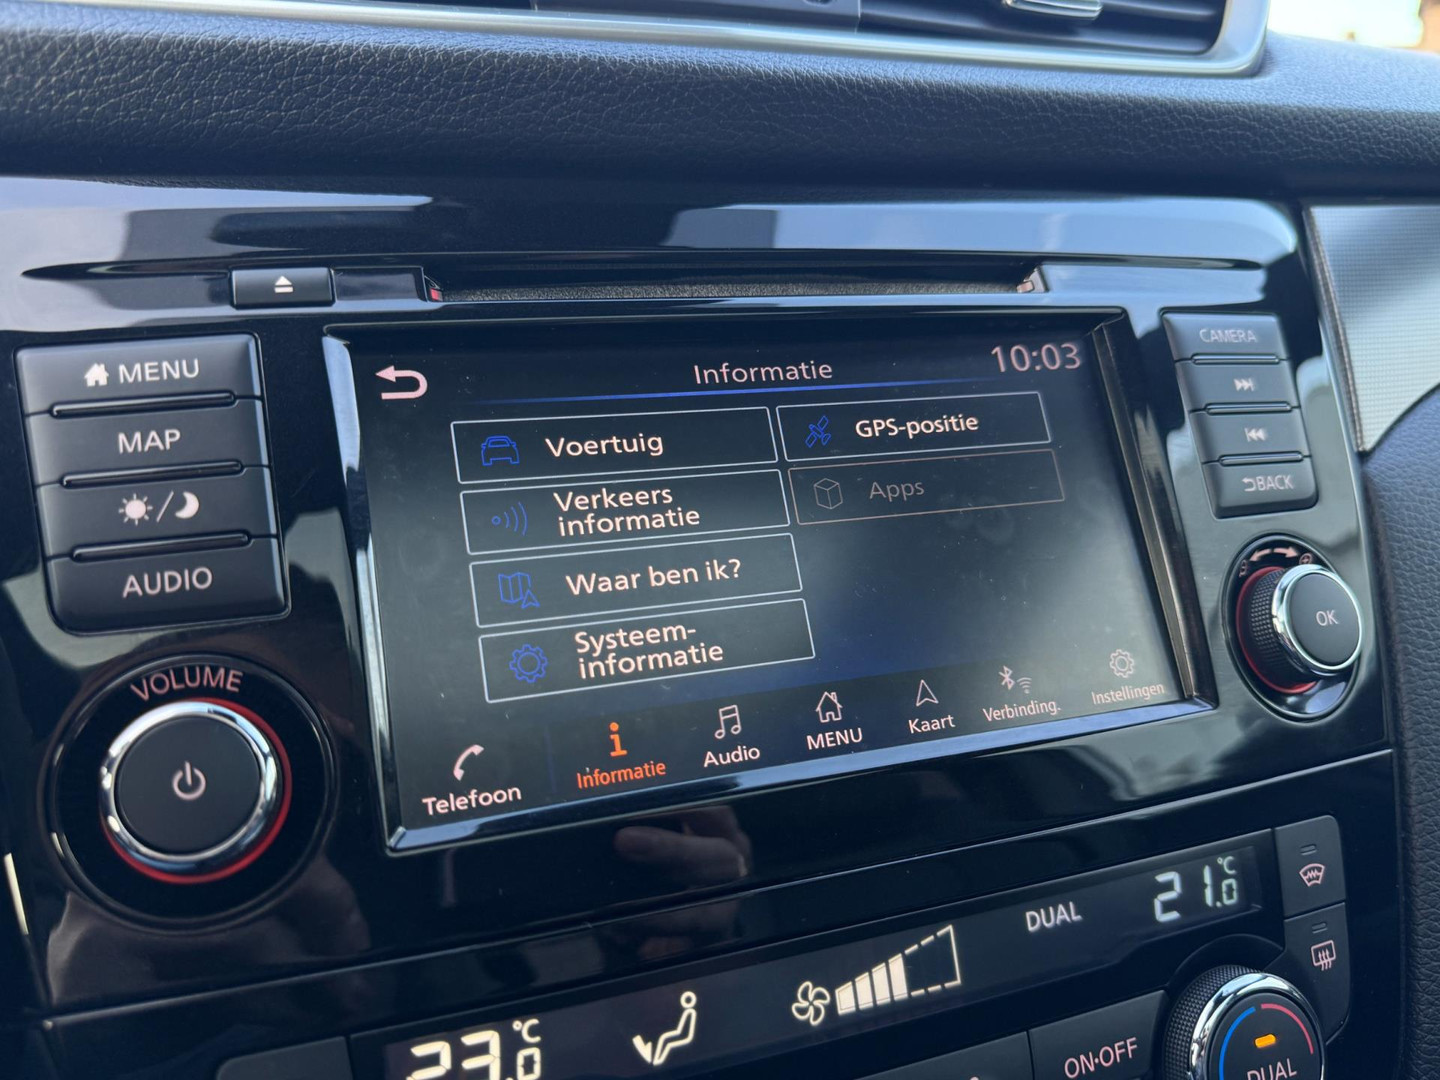 MENU
MAP
AUDIO
VOLUME
Informatie
10:03
Voertuig
GPS-positie
Verkeers
informatie
Apps
Waar ben ik?
Systeem-
informatie
Telefoon
Informatie
Audio
MENU
Kaart
Verbinding.
Instellingen
CAMERA
BACK
OK
23.0 °C
DUAL
21.0 °C
ON·OFF
DUAL